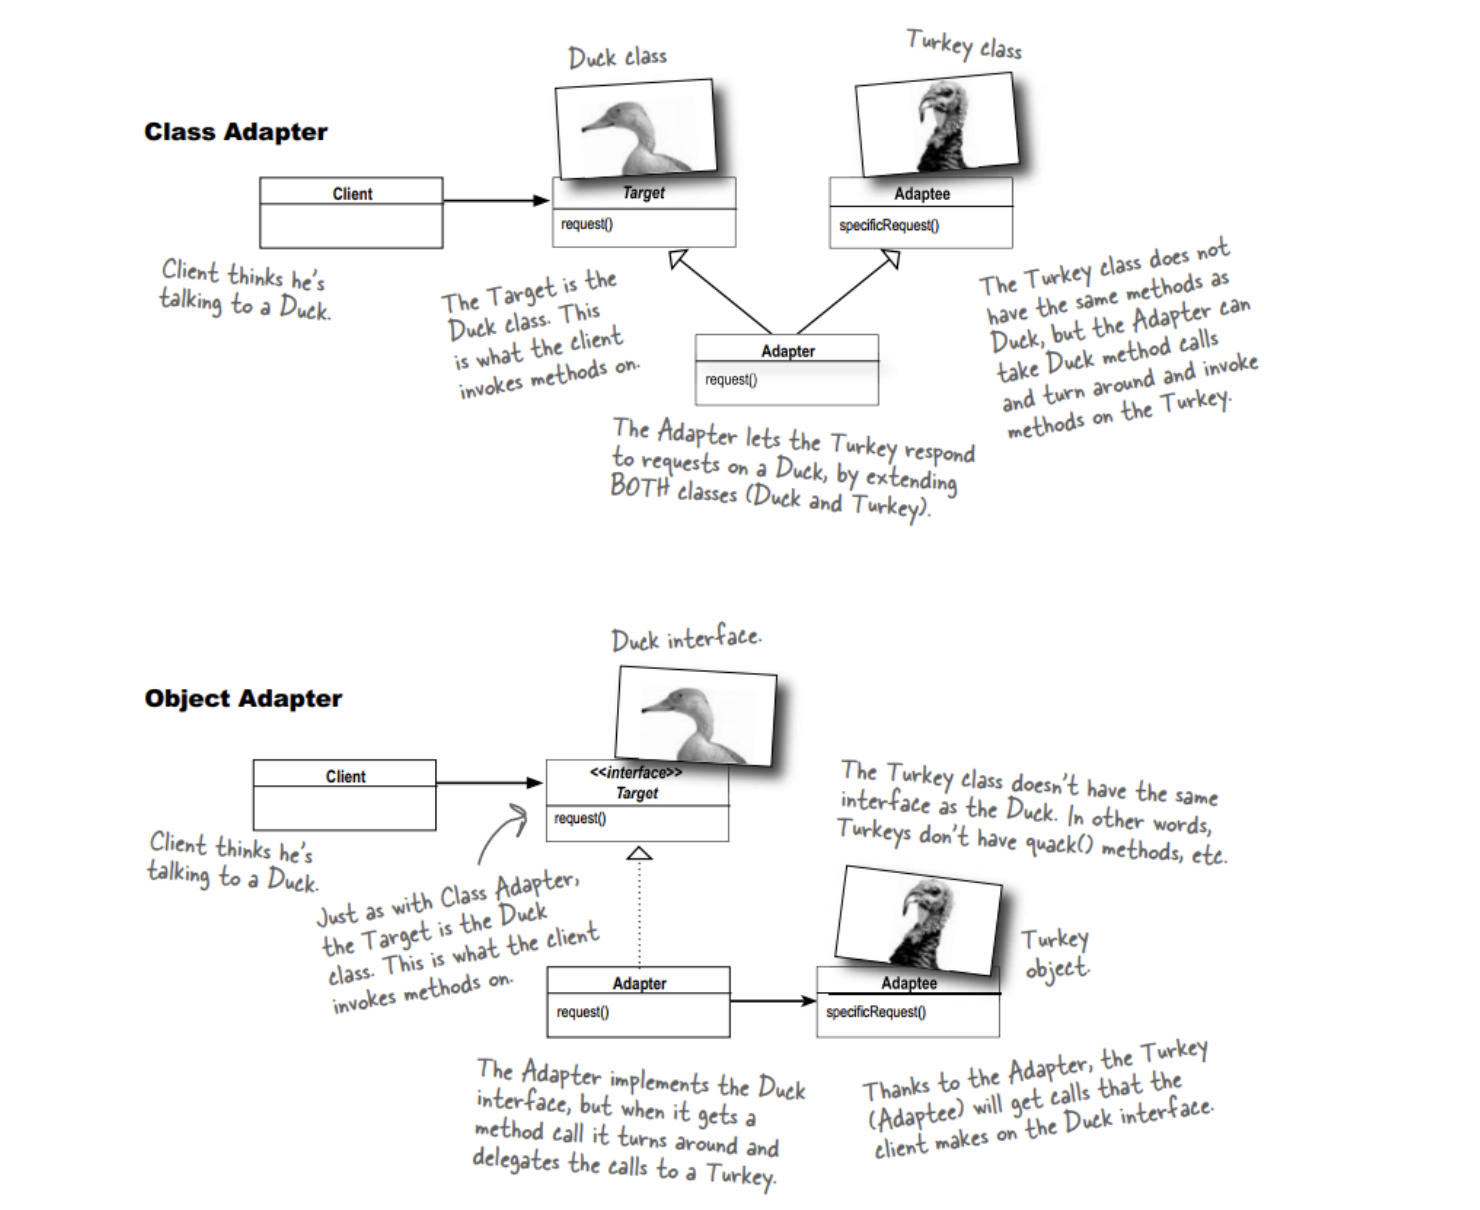 Duck class
Turkey class
Class Adapter
Client
Target
request()
Adaptee
specificRequest()
Client thinks he's
talking to a Duck.
The Target is the
Duck class. This
is what the client
invokes methods on.
Adapter
request()
The Turkey class does not
have the same methods as
Duck, but the Adapter can
take Duck method calls
and turn around and invoke
methods on the Turkey.
The Adapter lets the Turkey respond
to requests on a Duck, by extending
BOTH classes (Duck and Turkey).
Duck interface.
Object Adapter
Client
<<interface>>
Target
request()
Client thinks he's
talking to a Duck.
Just as with Class Adapter,
the Target is the Duck
class. This is what the client
invokes methods on.
The Turkey class doesn't have the same
interface as the Duck. In other words,
Turkeys don't have quack() methods, etc.
Turkey
object.
Adapter
request()
Adaptee
specificRequest()
The Adapter implements the Duck
interface, but when it gets a
method call it turns around and
delegates the calls to a Turkey.
Thanks to the Adapter, the Turkey
(Adaptee) will get calls that the
client makes on the Duck interface.